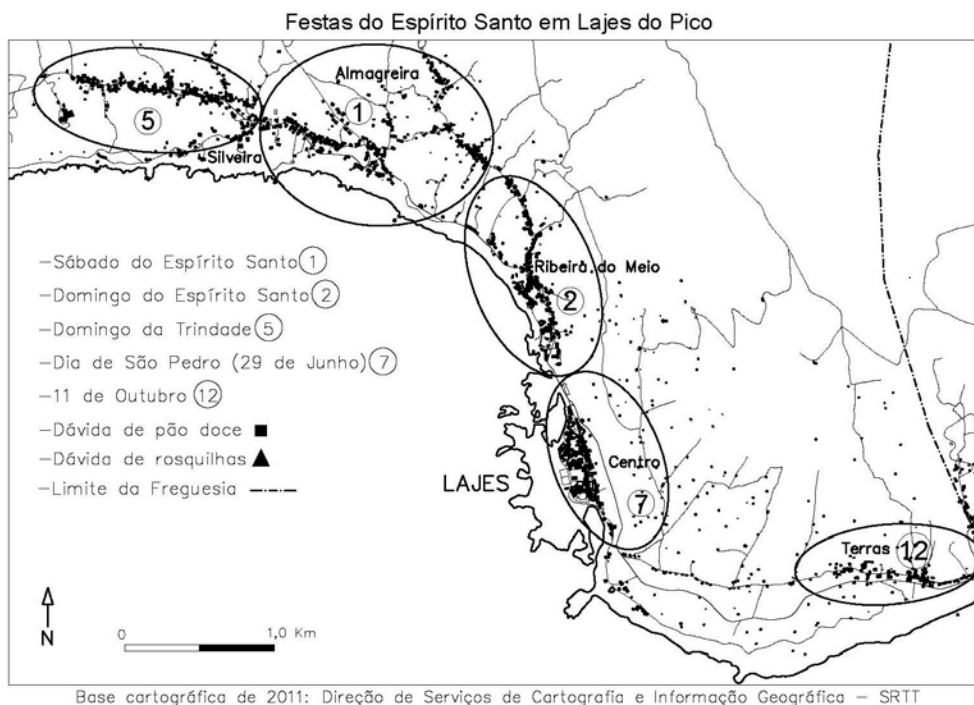 Festas do Espírito Santo em Lajes do Pico
Almagreira
1
5
Silveira
Ribeira do Meio
2
-Sábado do Espírito Santo 1
-Domingo do Espírito Santo 2
-Domingo da Trindade 5
-Dia de São Pedro (29 de Junho) 7
-11 de Outubro 12
-Dávida de pão doce
-Dávida de rosquilhas
-Limite da Freguesia
LAJES
Centro
7
Terras
12
N
0 1,0 Km
Base cartográfica de 2011: Direção de Serviços de Cartografia e Informação Geográfica – SRTT